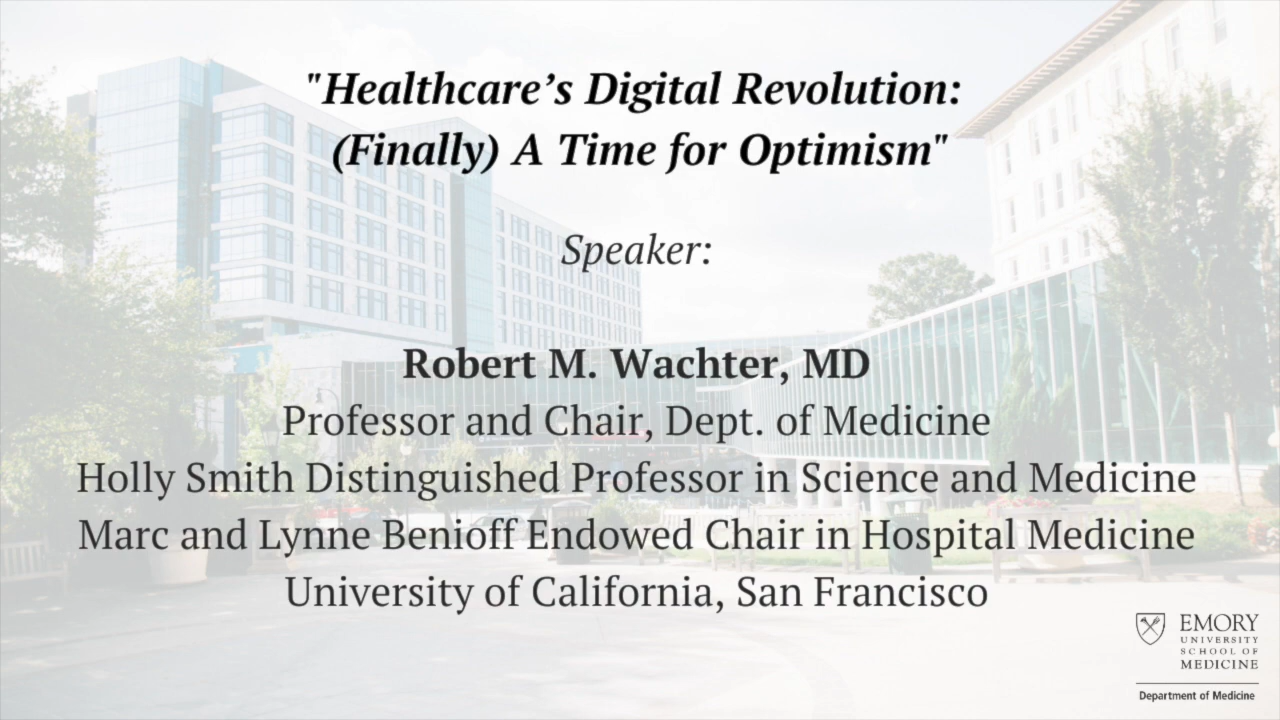 "Healthcare’s Digital Revolution:
(Finally) A Time for Optimism"
Speaker:
Robert M. Wachter, MD
Professor and Chair, Dept. of Medicine
Holly Smith Distinguished Professor in Science and Medicine
Marc and Lynne Benioff Endowed Chair in Hospital Medicine
University of California, San Francisco
EMORY
UNIVERSITY
SCHOOL OF
MEDICINE
Department of Medicine